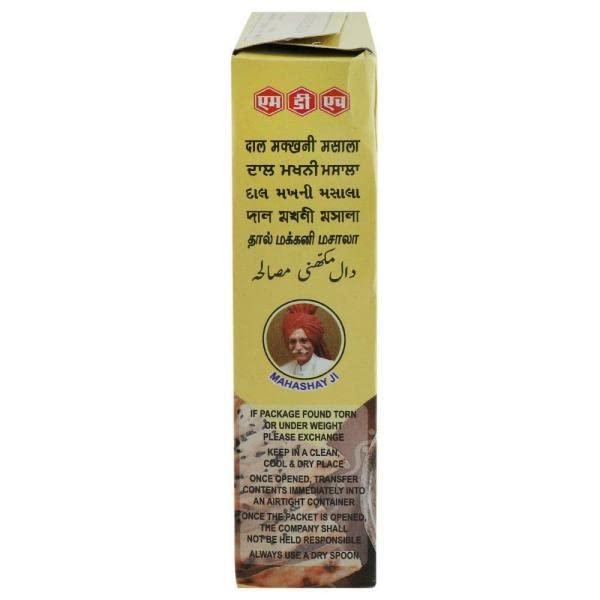 एम डी एच
दाल मक्खनी मसाला
ਦਾਲ ਮਖਨੀ ਮਸਾਲਾ
દાલ મખની મસાલા
தால் மக்கனி மசாலா
دال مکھنی مصالحہ
MAHASHAY JI
IF PACKAGE FOUND TORN
OR UNDER WEIGHT
PLEASE EXCHANGE
KEEP IN A CLEAN,
COOL & DRY PLACE
ONCE OPENED, TRANSFER
CONTENTS IMMEDIATELY INTO
AN AIRTIGHT CONTAINER
ONCE THE PACKET IS OPENED,
THE COMPANY SHALL
NOT BE HELD RESPONSIBLE
ALWAYS USE A DRY SPOON